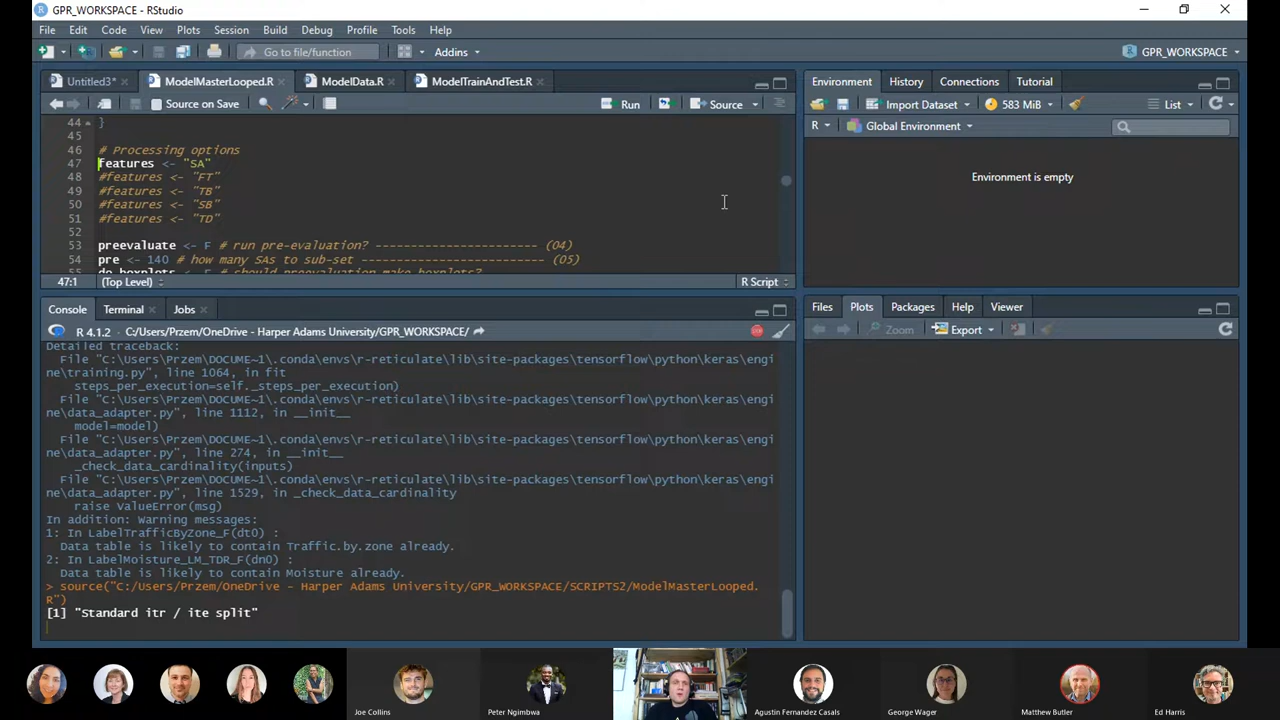 GPR_WORKSPACE - RStudio
File Edit Code View Plots Session Build Debug Profile Tools Help
Go to file/function
Addins
GPR_WORKSPACE
Untitled3*
ModelMasterLooped.R
ModelData.R
ModelTrainAndTest.R
Source on Save
Run
Source
44 }
45
46 # Processing options
47 features <- "SA"
48 #features <- "FT"
49 #features <- "TB"
50 #features <- "SB"
51 #features <- "TD"
52
53 preevaluate <- F # run pre-evaluation? ------------------------ (04)
54 pre <- 140 # how many SAs to sub-set ------------------------- (05)
55 do_boxplots <- F # should preevaluation make boxplots?
47:1 (Top Level) R Script
Console Terminal Jobs
R 4.1.2 · C:/Users/Przem/OneDrive - Harper Adams University/GPR_WORKSPACE/
Detailed traceback:
File "C:\Users\Przem\DOCUME~1\.conda\envs\r-reticulate\lib\site-packages\tensorflow\python\keras\engi
ne\training.py", line 1064, in fit
steps_per_execution=self._steps_per_execution)
File "C:\Users\Przem\DOCUME~1\.conda\envs\r-reticulate\lib\site-packages\tensorflow\python\keras\engi
ne\data_adapter.py", line 1112, in __init__
model=model)
File "C:\Users\Przem\DOCUME~1\.conda\envs\r-reticulate\lib\site-packages\tensorflow\python\keras\engi
ne\data_adapter.py", line 274, in __init__
_check_data_cardinality(inputs)
File "C:\Users\Przem\DOCUME~1\.conda\envs\r-reticulate\lib\site-packages\tensorflow\python\keras\engi
ne\data_adapter.py", line 1529, in _check_data_cardinality
raise ValueError(msg)
In addition: Warning messages:
1: In LabelTrafficByZone_F(dt0) :
Data table is likely to contain Traffic.by.zone already.
2: In LabelMoisture_LM_TDR_F(dn0) :
Data table is likely to contain Moisture already.
> source("C:/Users/Przem/OneDrive - Harper Adams University/GPR_WORKSPACE/SCRIPTS2/ModelMasterLooped.
R")
[1] "Standard itr / ite split"
Environment History Connections Tutorial
Import Dataset 583 MiB List
R Global Environment
Environment is empty
Files Plots Packages Help Viewer
Zoom Export
Joe Collins
Peter Ngimbwa
Agustin Fernandez Casals
George Wager
Matthew Butler
Ed Harris